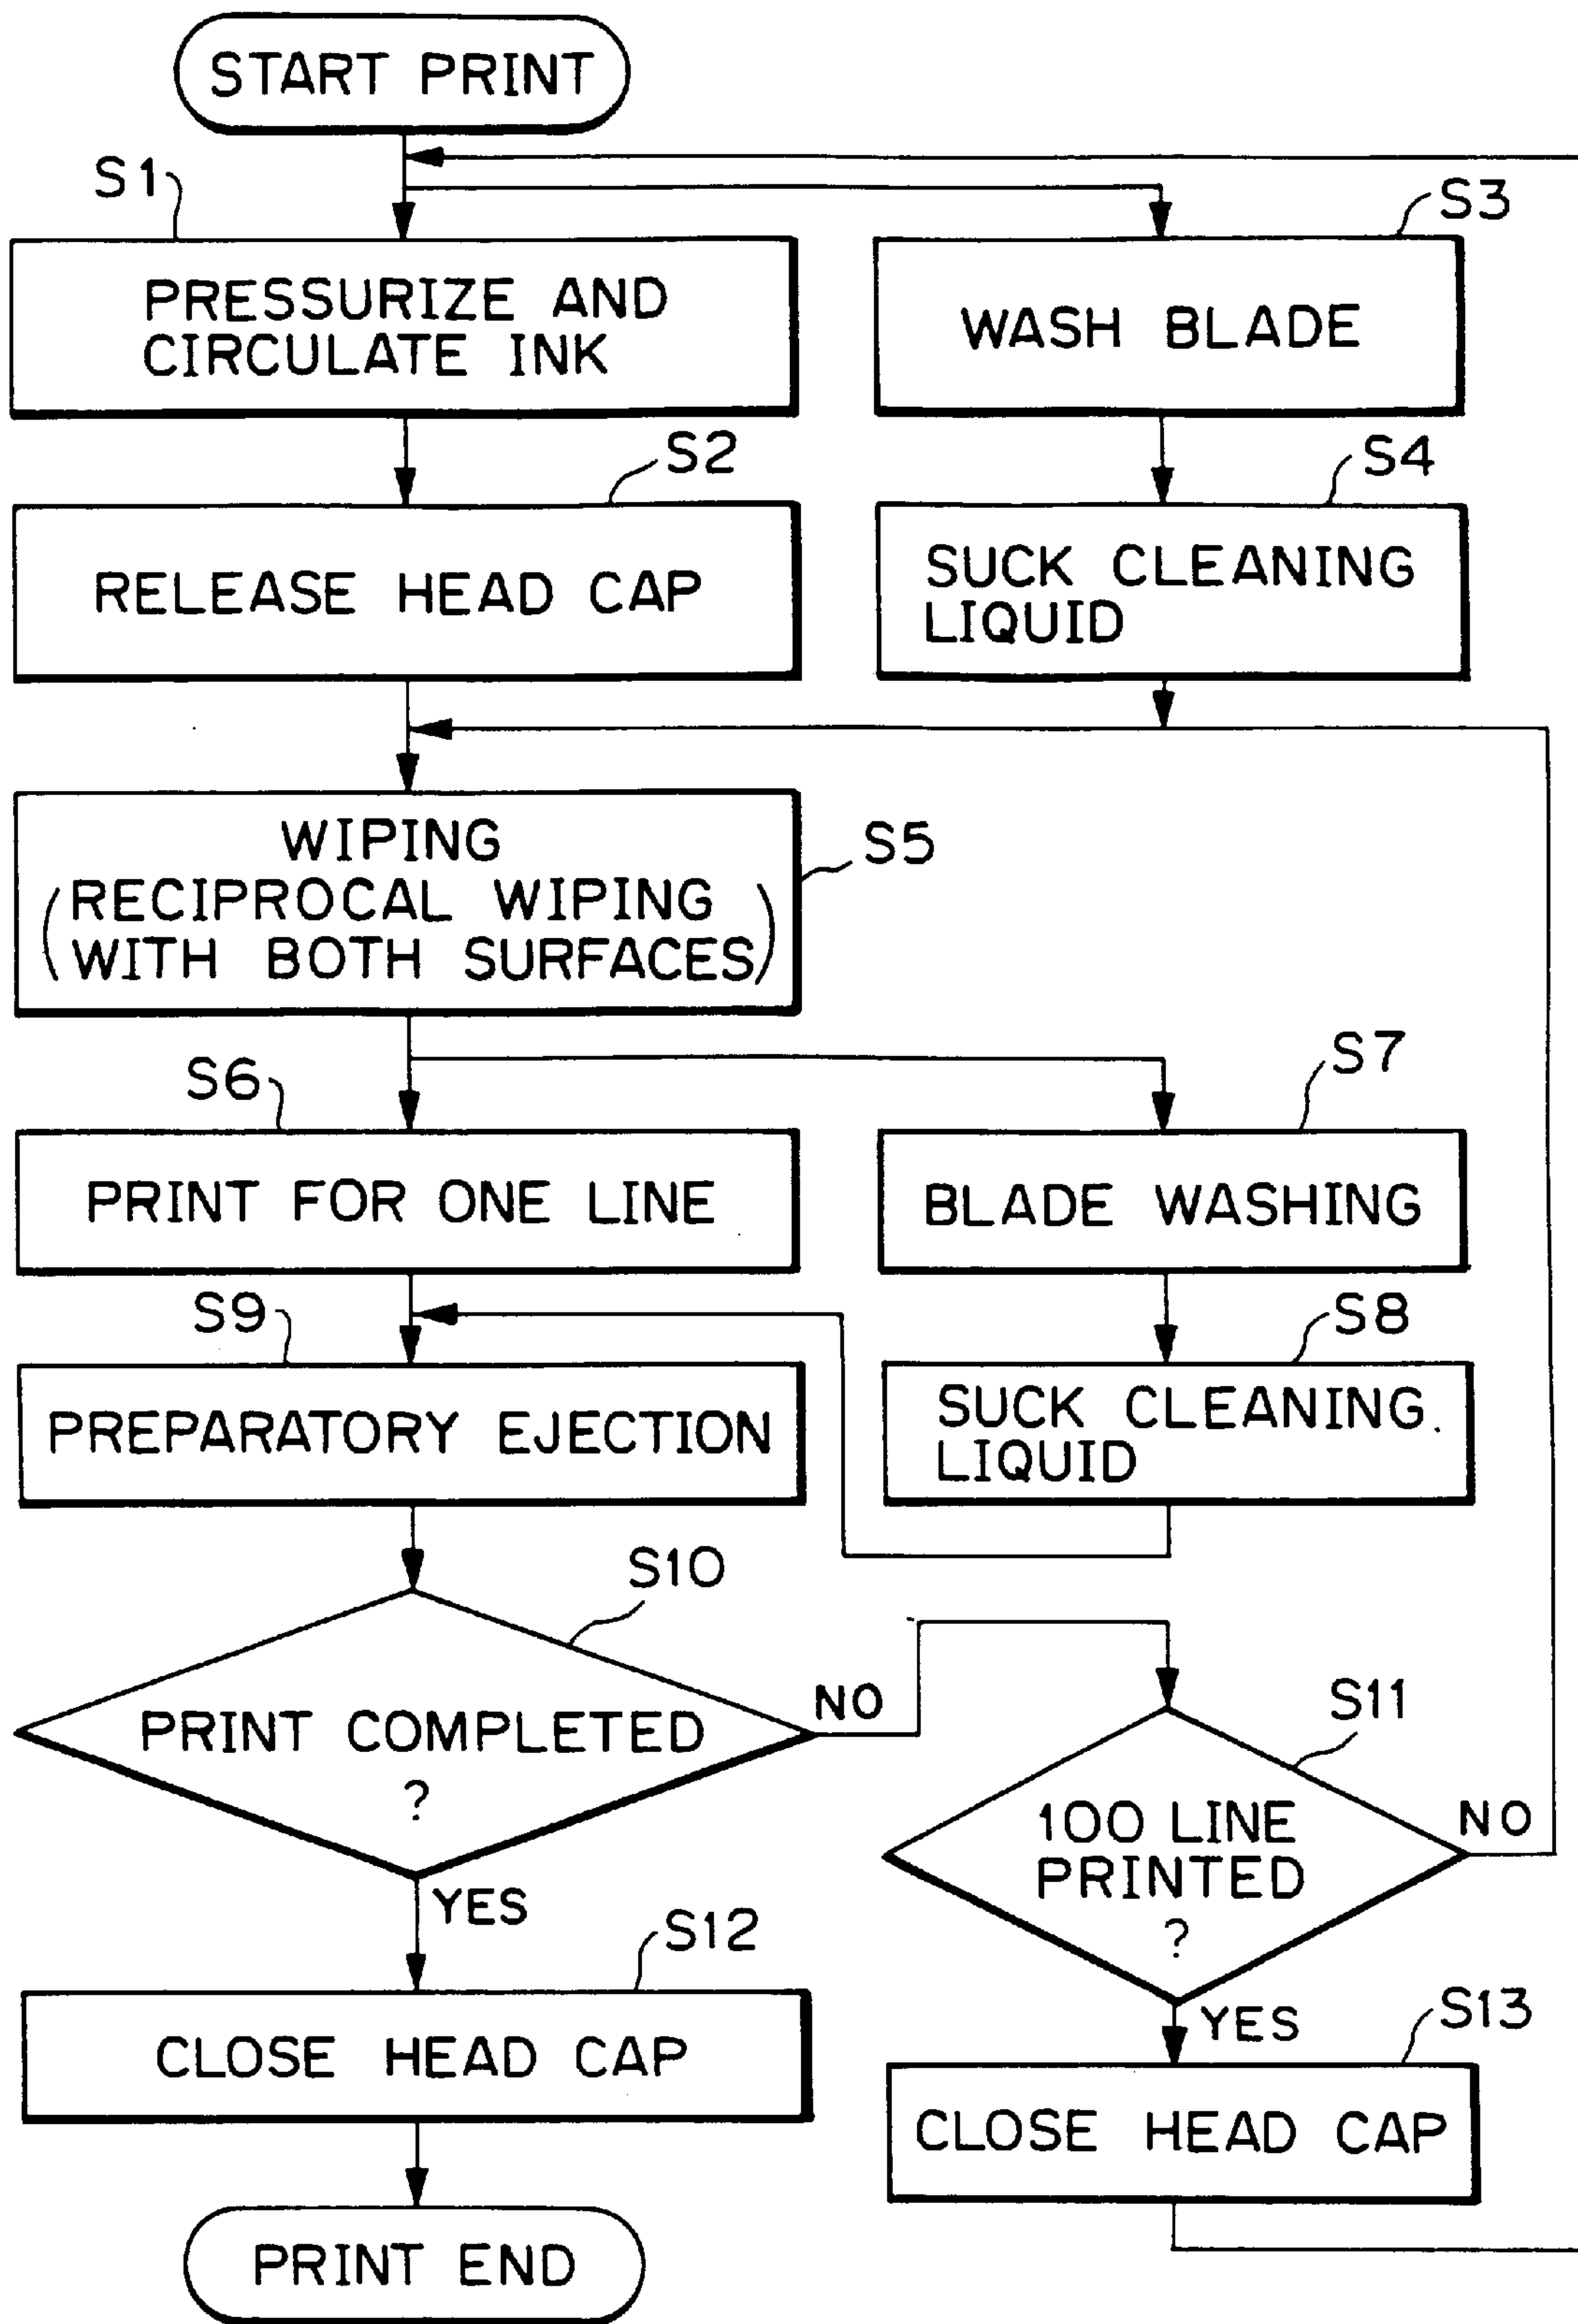 START PRINT
S1
S3
PRESSURIZE AND
CIRCULATE INK
WASH BLADE
S2
S4
RELEASE HEAD CAP
SUCK CLEANING
LIQUID
WIPING
(RECIPROCAL WIPING
WITH BOTH SURFACES)
S5
S6
S7
PRINT FOR ONE LINE
BLADE WASHING
S9
S8
PREPARATORY EJECTION
SUCK CLEANING
LIQUID
S10
PRINT COMPLETED
?
NO
S11
100 LINE
PRINTED
?
NO
YES
S12
YES
S13
CLOSE HEAD CAP
CLOSE HEAD CAP
PRINT END